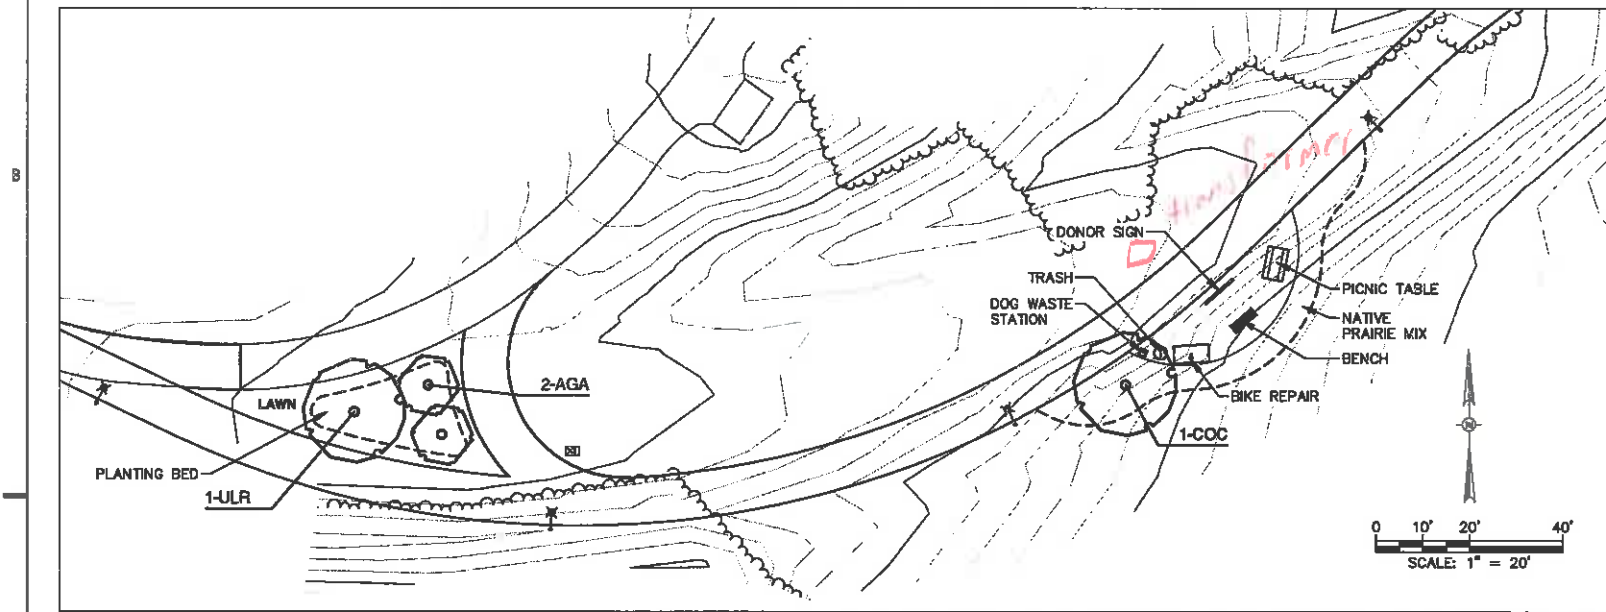 transformer
DONOR SIGN
TRASH
DOG WASTE
STATION
PICNIC TABLE
NATIVE
PRAIRIE MIX
BENCH
BIKE REPAIR
1-COC
2-AGA
LAWN
PLANTING BED
1-ULR
N
0 10' 20' 40'
SCALE: 1" = 20'